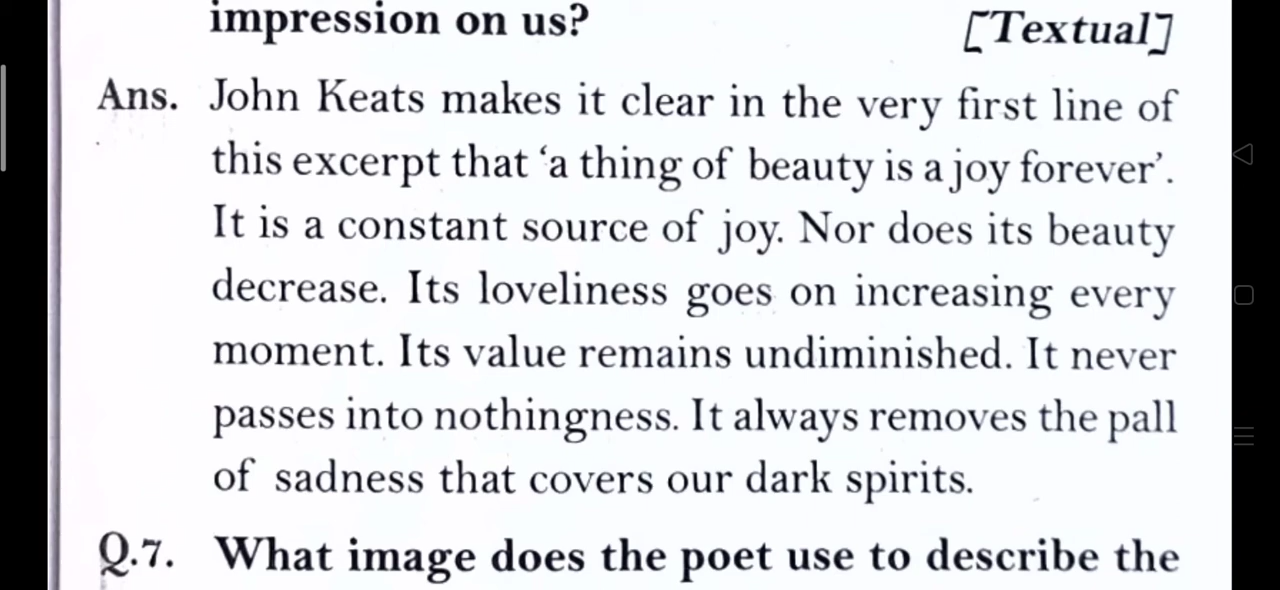 impression on us? [Textual]
Ans. John Keats makes it clear in the very first line of
this excerpt that ‘a thing of beauty is a joy forever’.
It is a constant source of joy. Nor does its beauty
decrease. Its loveliness goes on increasing every
moment. Its value remains undiminished. It never
passes into nothingness. It always removes the pall
of sadness that covers our dark spirits.
Q.7. What image does the poet use to describe the